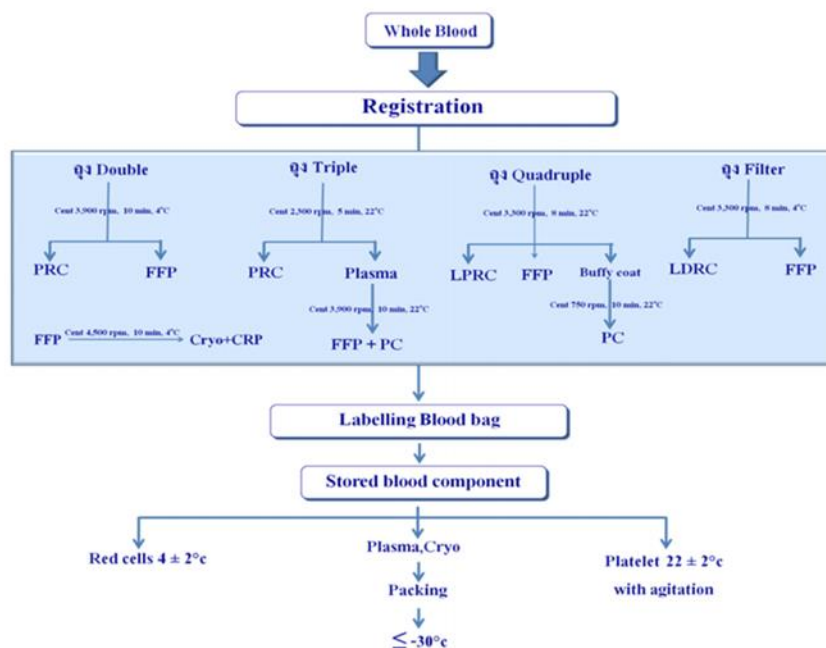 Whole Blood
Registration
ถุง Double
ถุง Triple
ถุง Quadruple
ถุง Filter
Cent 3,900 rpm, 10 min, 4°C
Cent 2,300 rpm, 5 min, 22°C
Cent 3,300 rpm, 8 min, 22°C
Cent 3,300 rpm, 8 min, 4°C
PRC
FFP
PRC
Plasma
LPRC
FFP
Buffy coat
LDRC
FFP
Cent 3,900 rpm, 10 min, 22°C
Cent 750 rpm, 10 min, 22°C
FFP
Cent 4,500 rpm, 10 min, 4°C
Cryo+CRP
FFP + PC
PC
Labelling Blood bag
Stored blood component
Red cells 4 ± 2°c
Plasma,Cryo
Platelet 22 ± 2°c
with agitation
Packing
≤ -30°c